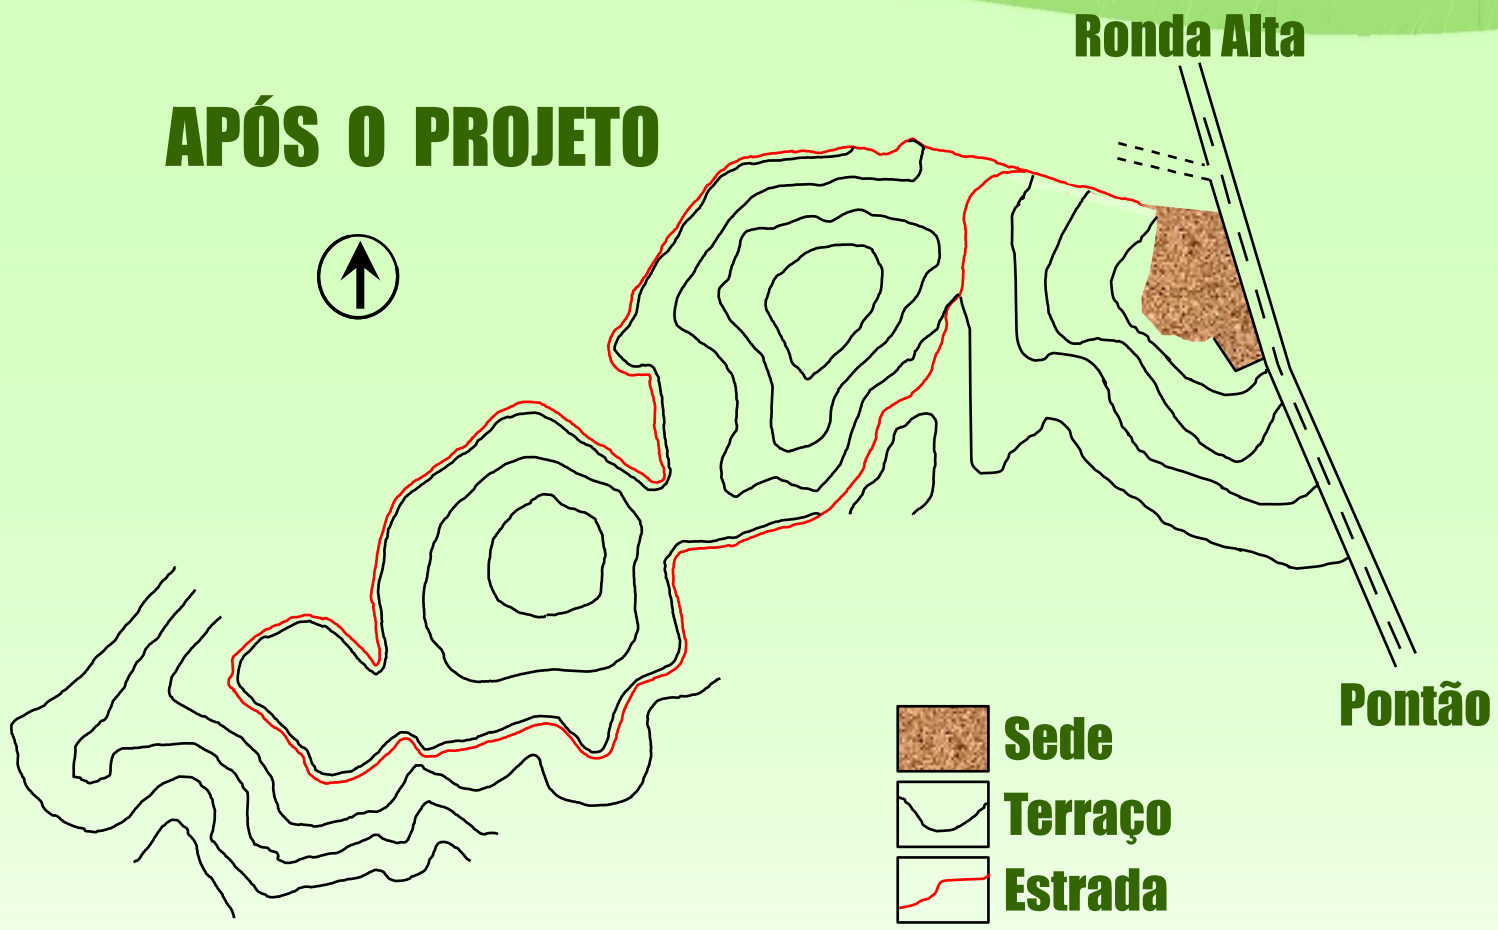 Ronda Alta
APÓS O PROJETO
Pontão
Sede
Terraço
Estrada